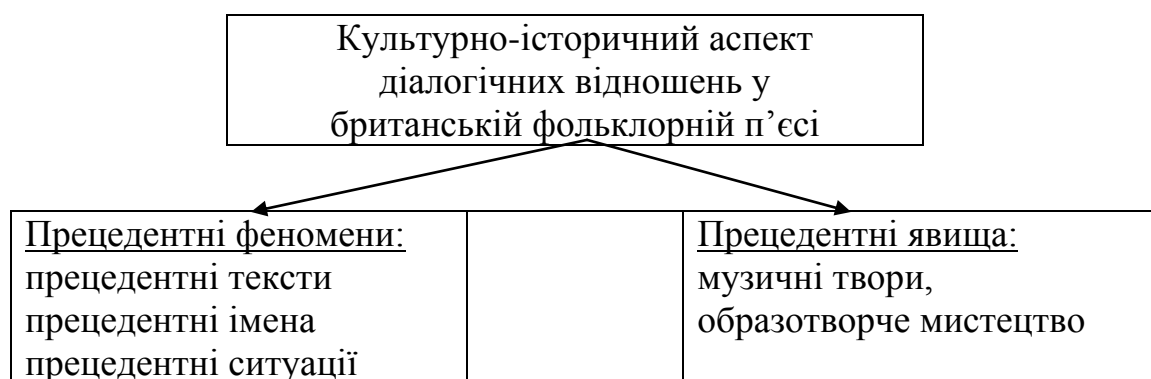 Культурно-історичний аспект
діалогічних відношень у
британській фольклорній п’єсі
Прецедентні феномени:
прецедентні тексти
прецедентні імена
прецедентні ситуації
Прецедентні явища:
музичні твори,
образотворче мистецтво